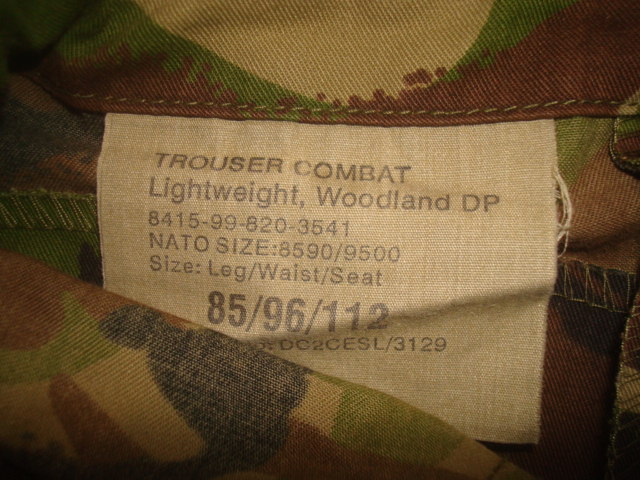 TROUSER COMBAT
Lightweight, Woodland DP
8415-99-820-3541
NATO SIZE:8590/9500
Size: Leg/Waist/Seat
85/96/112
DC2CESL/3129